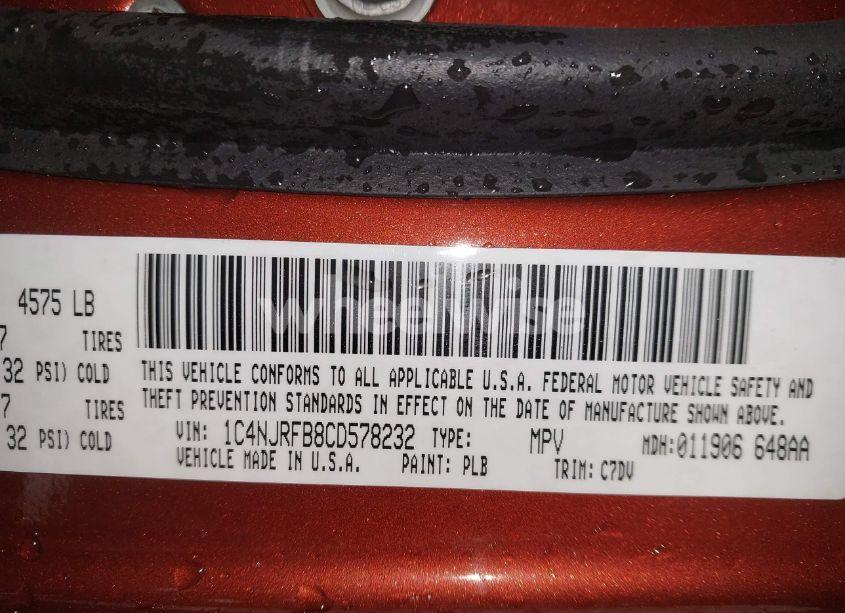 4575 LB
7 TIRES
32 PSI) COLD
7 TIRES
32 PSI) COLD
wheelwise
THIS VEHICLE CONFORMS TO ALL APPLICABLE U.S.A. FEDERAL MOTOR VEHICLE SAFETY AND
THEFT PREVENTION STANDARDS IN EFFECT ON THE DATE OF MANUFACTURE SHOWN ABOVE.
VIN: 1C4NJRFB8CD578232 TYPE: MPV MDH:011906 648AA
VEHICLE MADE IN U.S.A. PAINT: PLB TRIM: C7DV